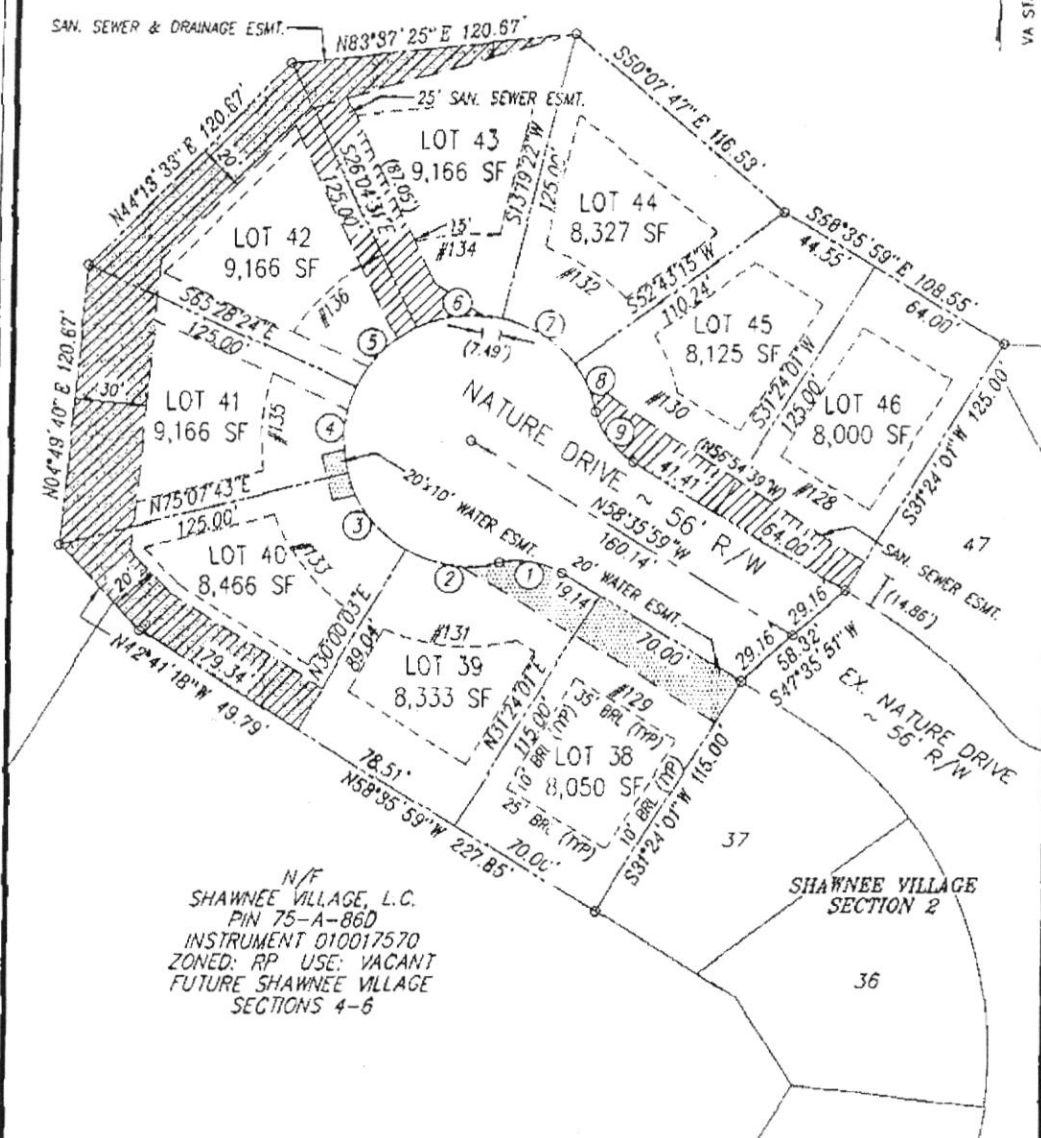 SAN. SEWER & DRAINAGE ESMT.
N83°37'25"E 120.67'
VA ST
25' SAN. SEWER ESMT.
LOT 43
9,166 SF
S50°07'47"E 116.53'
N44°13'33"E 120.67'
20'
S26°04'31"E
125.00'
(87.05')
15'
#134
S13°19'22"W
125.00'
LOT 44
8,327 SF
#132
S58°35'59"E 108.55'
44.55'
64.00'
LOT 42
9,166 SF
#136
S52°43'15"W
110.24'
LOT 45
8,125 SF
#130
S31°24'01"W
125.00
LOT 46
8,000 SF
#128
S31°24'01"W 125.00
S63°28'24"E
125.00'
5
6
7
(7.49')
8
9
N04°49'40"E 120.67'
30'
LOT 41
9,166 SF
#135
4
NATURE DRIVE ~ 56' R/W
41.41'
(N56°54'39"W)
64.00'
47
N75°07'43"E
125.00'
20'x10' WATER ESMT.
N58°35'59"W
160.14'
SAN. SEWER ESMT.
3
LOT 40
8,466 SF
#133
2
1
19.14'
20' WATER ESMT.
29.16'
29.16'
58.32'
S47°35'51"W
(14.86')
20'
179.34'
N42°41'18"W 49.79'
N30°00'03"E
89.04'
#131
LOT 39
8,333 SF
N31°24'01"E
115.00'
70.00'
#129
35' BRL (TYP)
10' BRL (TYP)
LOT 38
8,050 SF
10' BRL (TYP)
25' BRL (TYP)
S31°24'01"W 115.00'
EX. NATURE DRIVE
~ 56' R/W
78.51'
N58°35'59"W 227.85'
70.00'
37
N/F
SHAWNEE VILLAGE, L.C.
PIN 75-A-86D
INSTRUMENT 010017570
ZONED: RP USE: VACANT
FUTURE SHAWNEE VILLAGE
SECTIONS 4-6
SHAWNEE VILLAGE
SECTION 2
36